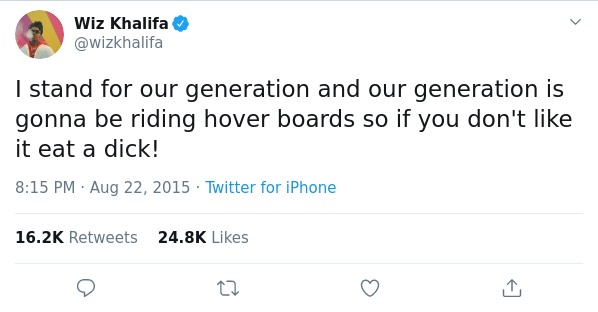 Wiz Khalifa
@wizkhalifa
I stand for our generation and our generation is
gonna be riding hover boards so if you don't like
it eat a dick!
8:15 PM · Aug 22, 2015 · Twitter for iPhone
16.2K Retweets 24.8K Likes